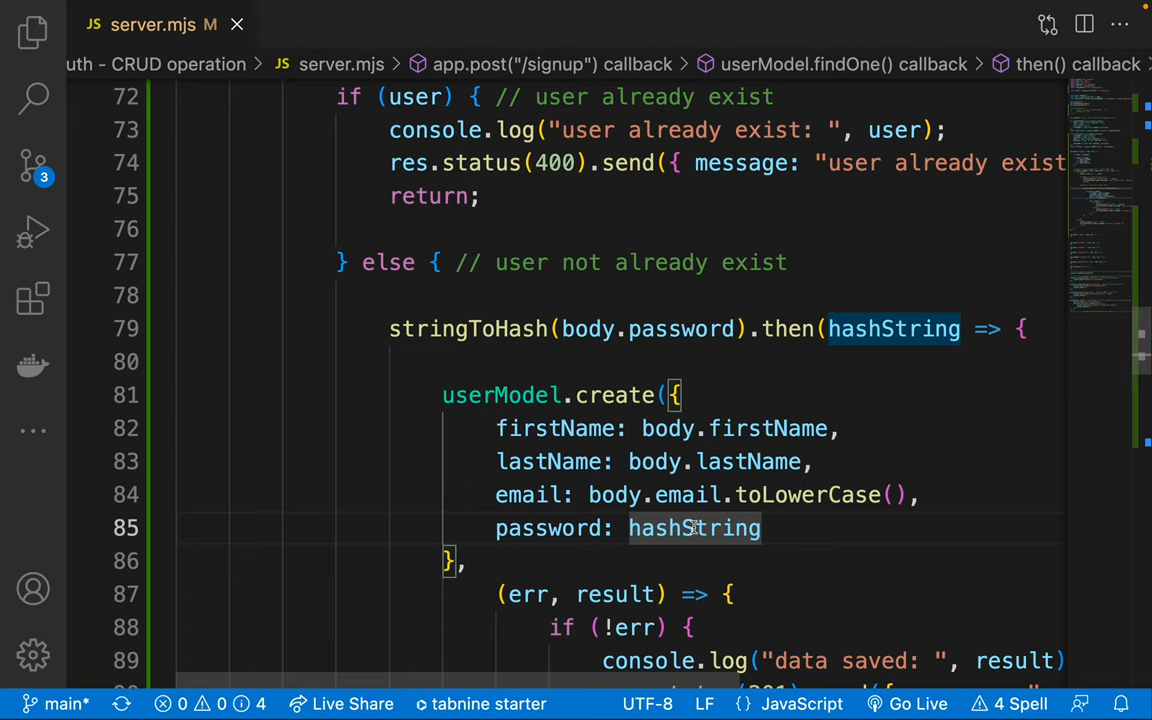 JS server.mjs M
uth - CRUD operation > JS server.mjs > app.post("/signup") callback > userModel.findOne() callback > then() callback
72 if (user) { // user already exist
73 console.log("user already exist: ", user);
74 res.status(400).send({ message: "user already exist
75 return;
76
77 } else { // user not already exist
78
79 stringToHash(body.password).then(hashString => {
80
81 userModel.create({
82 firstName: body.firstName,
83 lastName: body.lastName,
84 email: body.email.toLowerCase(),
85 password: hashString
86 },
87 (err, result) => {
88 if (!err) {
89 console.log("data saved: ", result)
3
main* 0 0 4 Live Share tabnine starter UTF-8 LF {} JavaScript Go Live 4 Spell